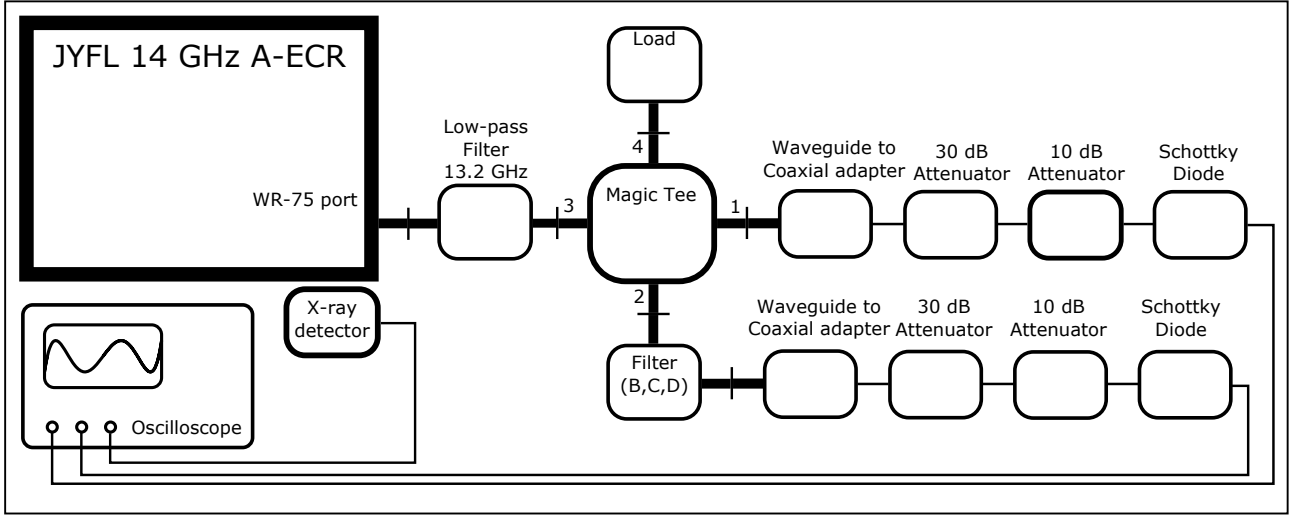 JYFL 14 GHz A-ECR
WR-75 port
Low-pass
Filter
13.2 GHz
Load
4
3
Magic Tee
1
2
Waveguide to
Coaxial adapter
30 dB
Attenuator
10 dB
Attenuator
Schottky
Diode
X-ray
detector
Oscilloscope
Filter
(B,C,D)
Waveguide to
Coaxial adapter
30 dB
Attenuator
10 dB
Attenuator
Schottky
Diode